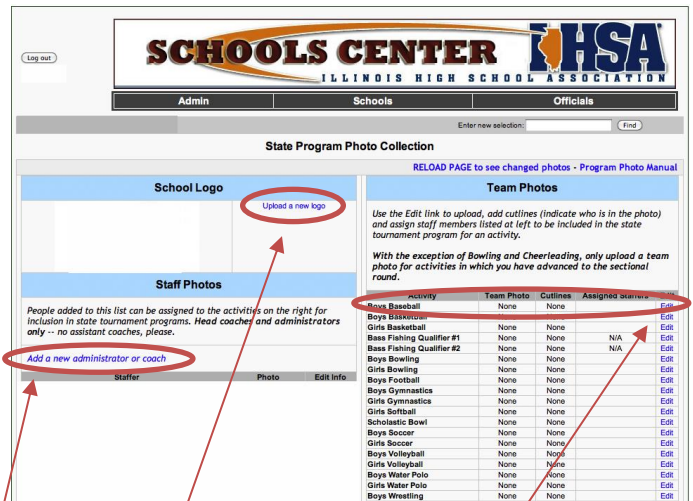 Log out
SCHOOLS CENTER
IHSA
ILLINOIS HIGH SCHOOL ASSOCIATION
Admin Schools Officials
Enter new selection: Find
State Program Photo Collection
RELOAD PAGE to see changed photos - Program Photo Manual
School Logo
Upload a new logo
Staff Photos
People added to this list can be assigned to the activities on the right for
inclusion in state tournament programs. Head coaches and administrators
only -- no assistant coaches, please.
Add a new administrator or coach
Staffer Photo Edit Info
Team Photos
Use the Edit link to upload, add cutlines (indicate who is in the photo)
and assign staff members listed at left to be included in the state
tournament program for an activity.
With the exception of Bowling and Cheerleading, only upload a team
photo for activities in which you have advanced to the sectional
round.
Activity Team Photo Cutlines Assigned Staffers Edit
Boys Baseball None None Edit
Boys Basketball None None Edit
Girls Basketball None None Edit
Bass Fishing Qualifier #1 None None N/A Edit
Bass Fishing Qualifier #2 None None N/A Edit
Boys Bowling None None Edit
Girls Bowling None None Edit
Boys Football None None Edit
Boys Gymnastics None None Edit
Girls Gymnastics None None Edit
Girls Softball None None Edit
Scholastic Bowl None None Edit
Boys Soccer None None Edit
Girls Soccer None None Edit
Boys Volleyball None None Edit
Girls Volleyball None None Edit
Boys Water Polo None None Edit
Girls Water Polo None None Edit
Boys Wrestling None None Edit